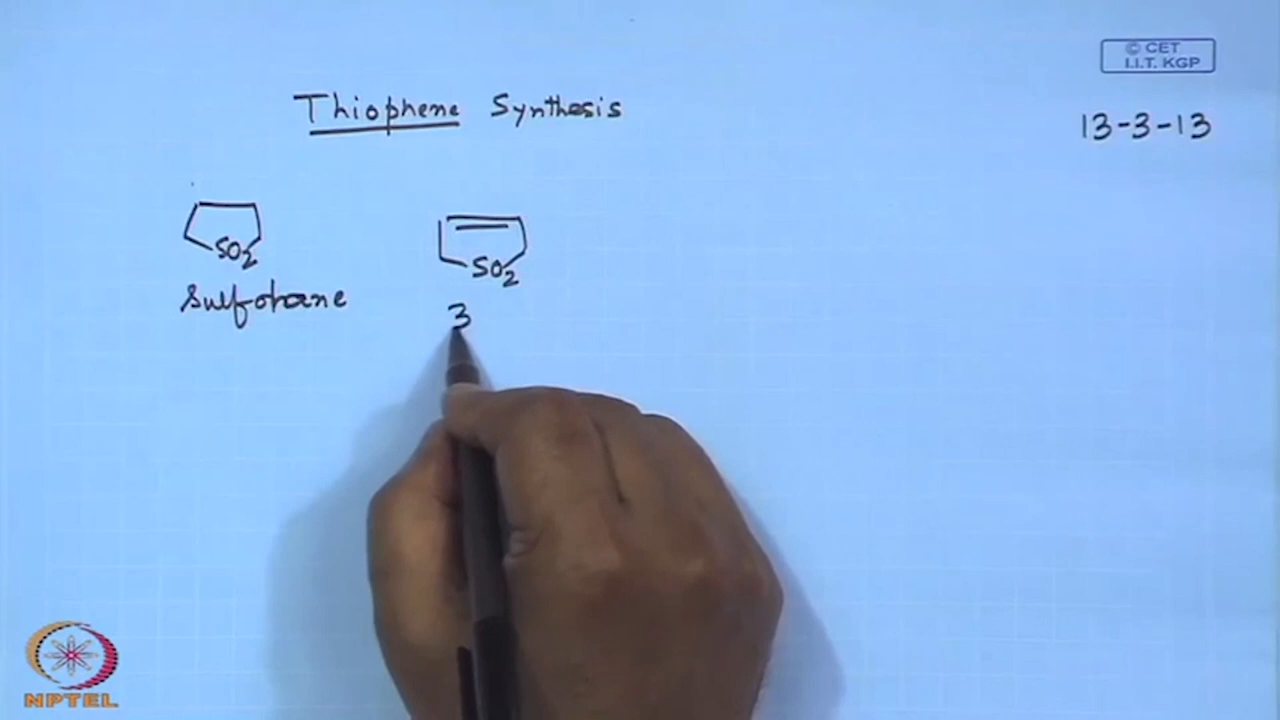 © CET
I.I.T. KGP
Thiophene Synthesis
13-3-13
SO2
SO2
Sulfolane
3
NPTEL